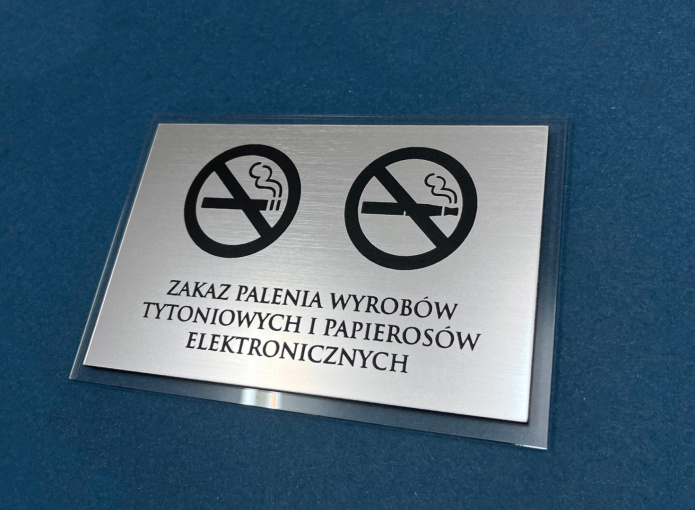 ZAKAZ PALENIA WYROBÓW
TYTONIOWYCH I PAPIEROSÓW
ELEKTRONICZNYCH